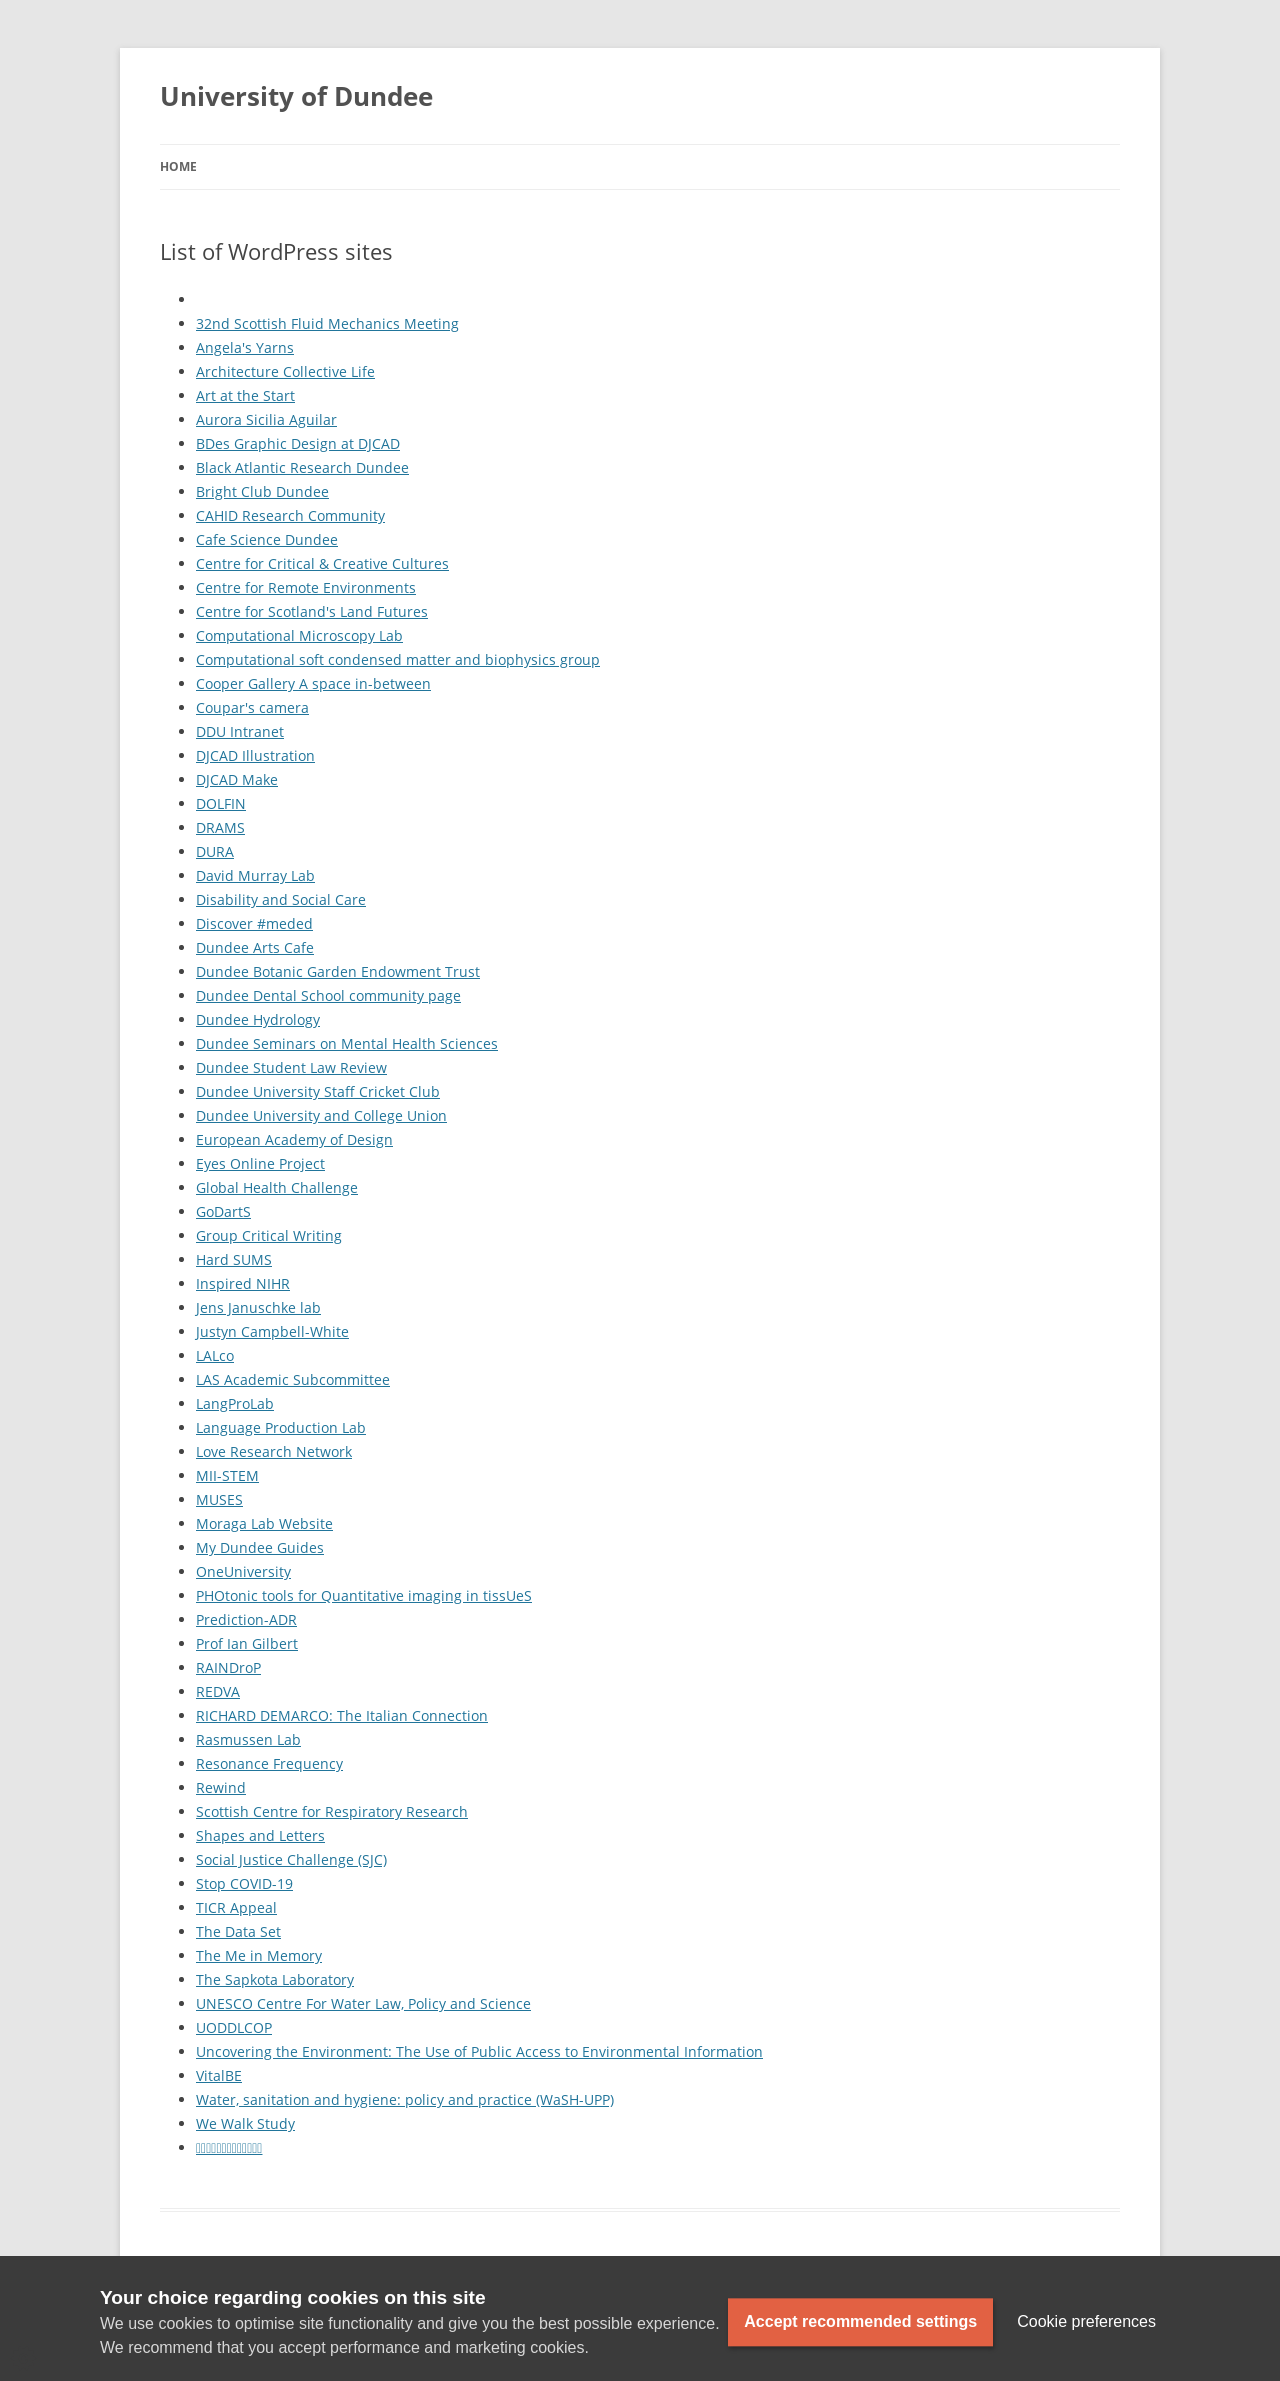 University of Dundee
HOME
List of WordPress sites
32nd Scottish Fluid Mechanics Meeting
Angela's Yarns
Architecture Collective Life
Art at the Start
Aurora Sicilia Aguilar
BDes Graphic Design at DJCAD
Black Atlantic Research Dundee
Bright Club Dundee
CAHID Research Community
Cafe Science Dundee
Centre for Critical & Creative Cultures
Centre for Remote Environments
Centre for Scotland's Land Futures
Computational Microscopy Lab
Computational soft condensed matter and biophysics group
Cooper Gallery A space in-between
Coupar's camera
DDU Intranet
DJCAD Illustration
DJCAD Make
DOLFIN
DRAMS
DURA
David Murray Lab
Disability and Social Care
Discover #meded
Dundee Arts Cafe
Dundee Botanic Garden Endowment Trust
Dundee Dental School community page
Dundee Hydrology
Dundee Seminars on Mental Health Sciences
Dundee Student Law Review
Dundee University Staff Cricket Club
Dundee University and College Union
European Academy of Design
Eyes Online Project
Global Health Challenge
GoDartS
Group Critical Writing
Hard SUMS
Inspired NIHR
Jens Januschke lab
Justyn Campbell-White
LALco
LAS Academic Subcommittee
LangProLab
Language Production Lab
Love Research Network
MII-STEM
MUSES
Moraga Lab Website
My Dundee Guides
OneUniversity
PHOtonic tools for Quantitative imaging in tissUeS
Prediction-ADR
Prof Ian Gilbert
RAINDroP
REDVA
RICHARD DEMARCO: The Italian Connection
Rasmussen Lab
Resonance Frequency
Rewind
Scottish Centre for Respiratory Research
Shapes and Letters
Social Justice Challenge (SJC)
Stop COVID-19
TICR Appeal
The Data Set
The Me in Memory
The Sapkota Laboratory
UNESCO Centre For Water Law, Policy and Science
UODDLCOP
Uncovering the Environment: The Use of Public Access to Environmental Information
VitalBE
Water, sanitation and hygiene: policy and practice (WaSH-UPP)
We Walk Study
Your choice regarding cookies on this site
We use cookies to optimise site functionality and give you the best possible experience.
We recommend that you accept performance and marketing cookies.
Accept recommended settings
Cookie preferences